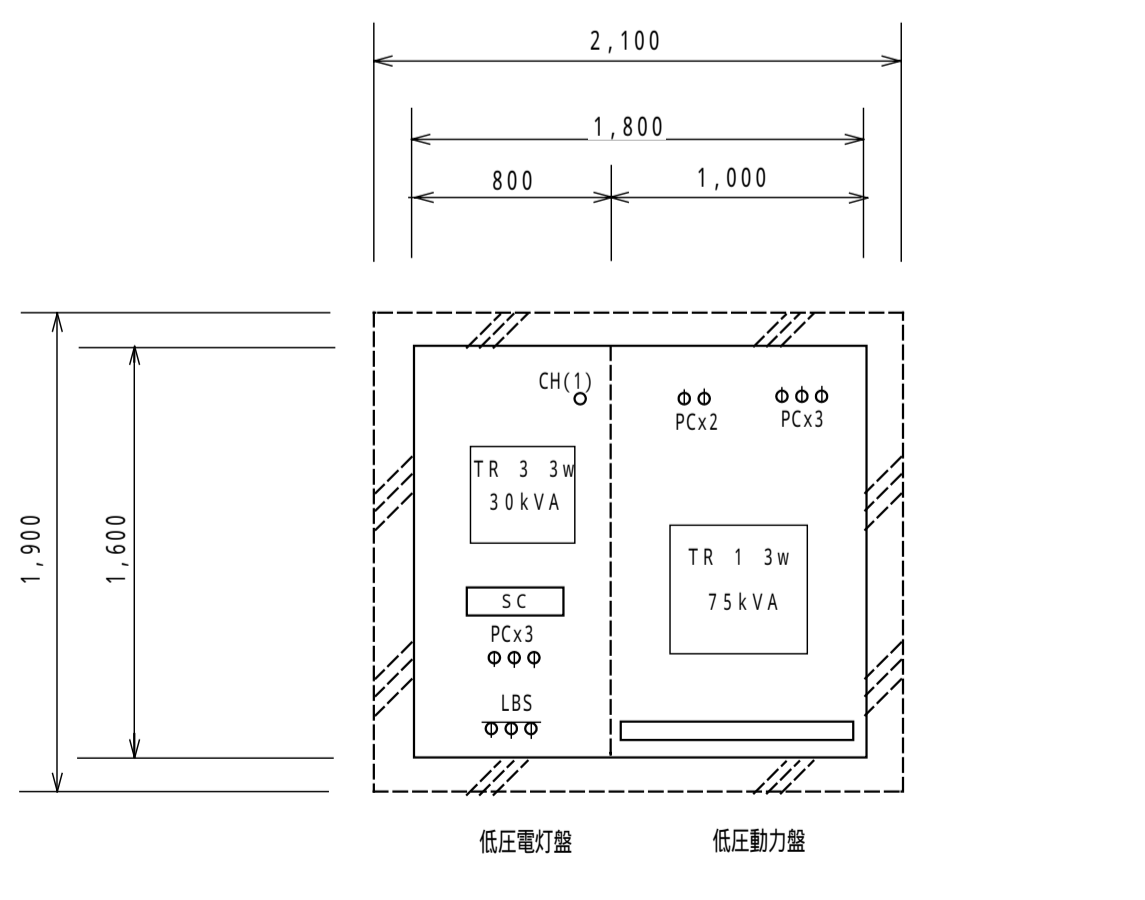 2,100
1,800
800
1,000
1,900
1,600
CH(1)
PCx2
PCx3
TR 3 3w
30kVA
TR 1 3w
75kVA
SC
PCx3
LBS
低圧電灯盤
低圧動力盤